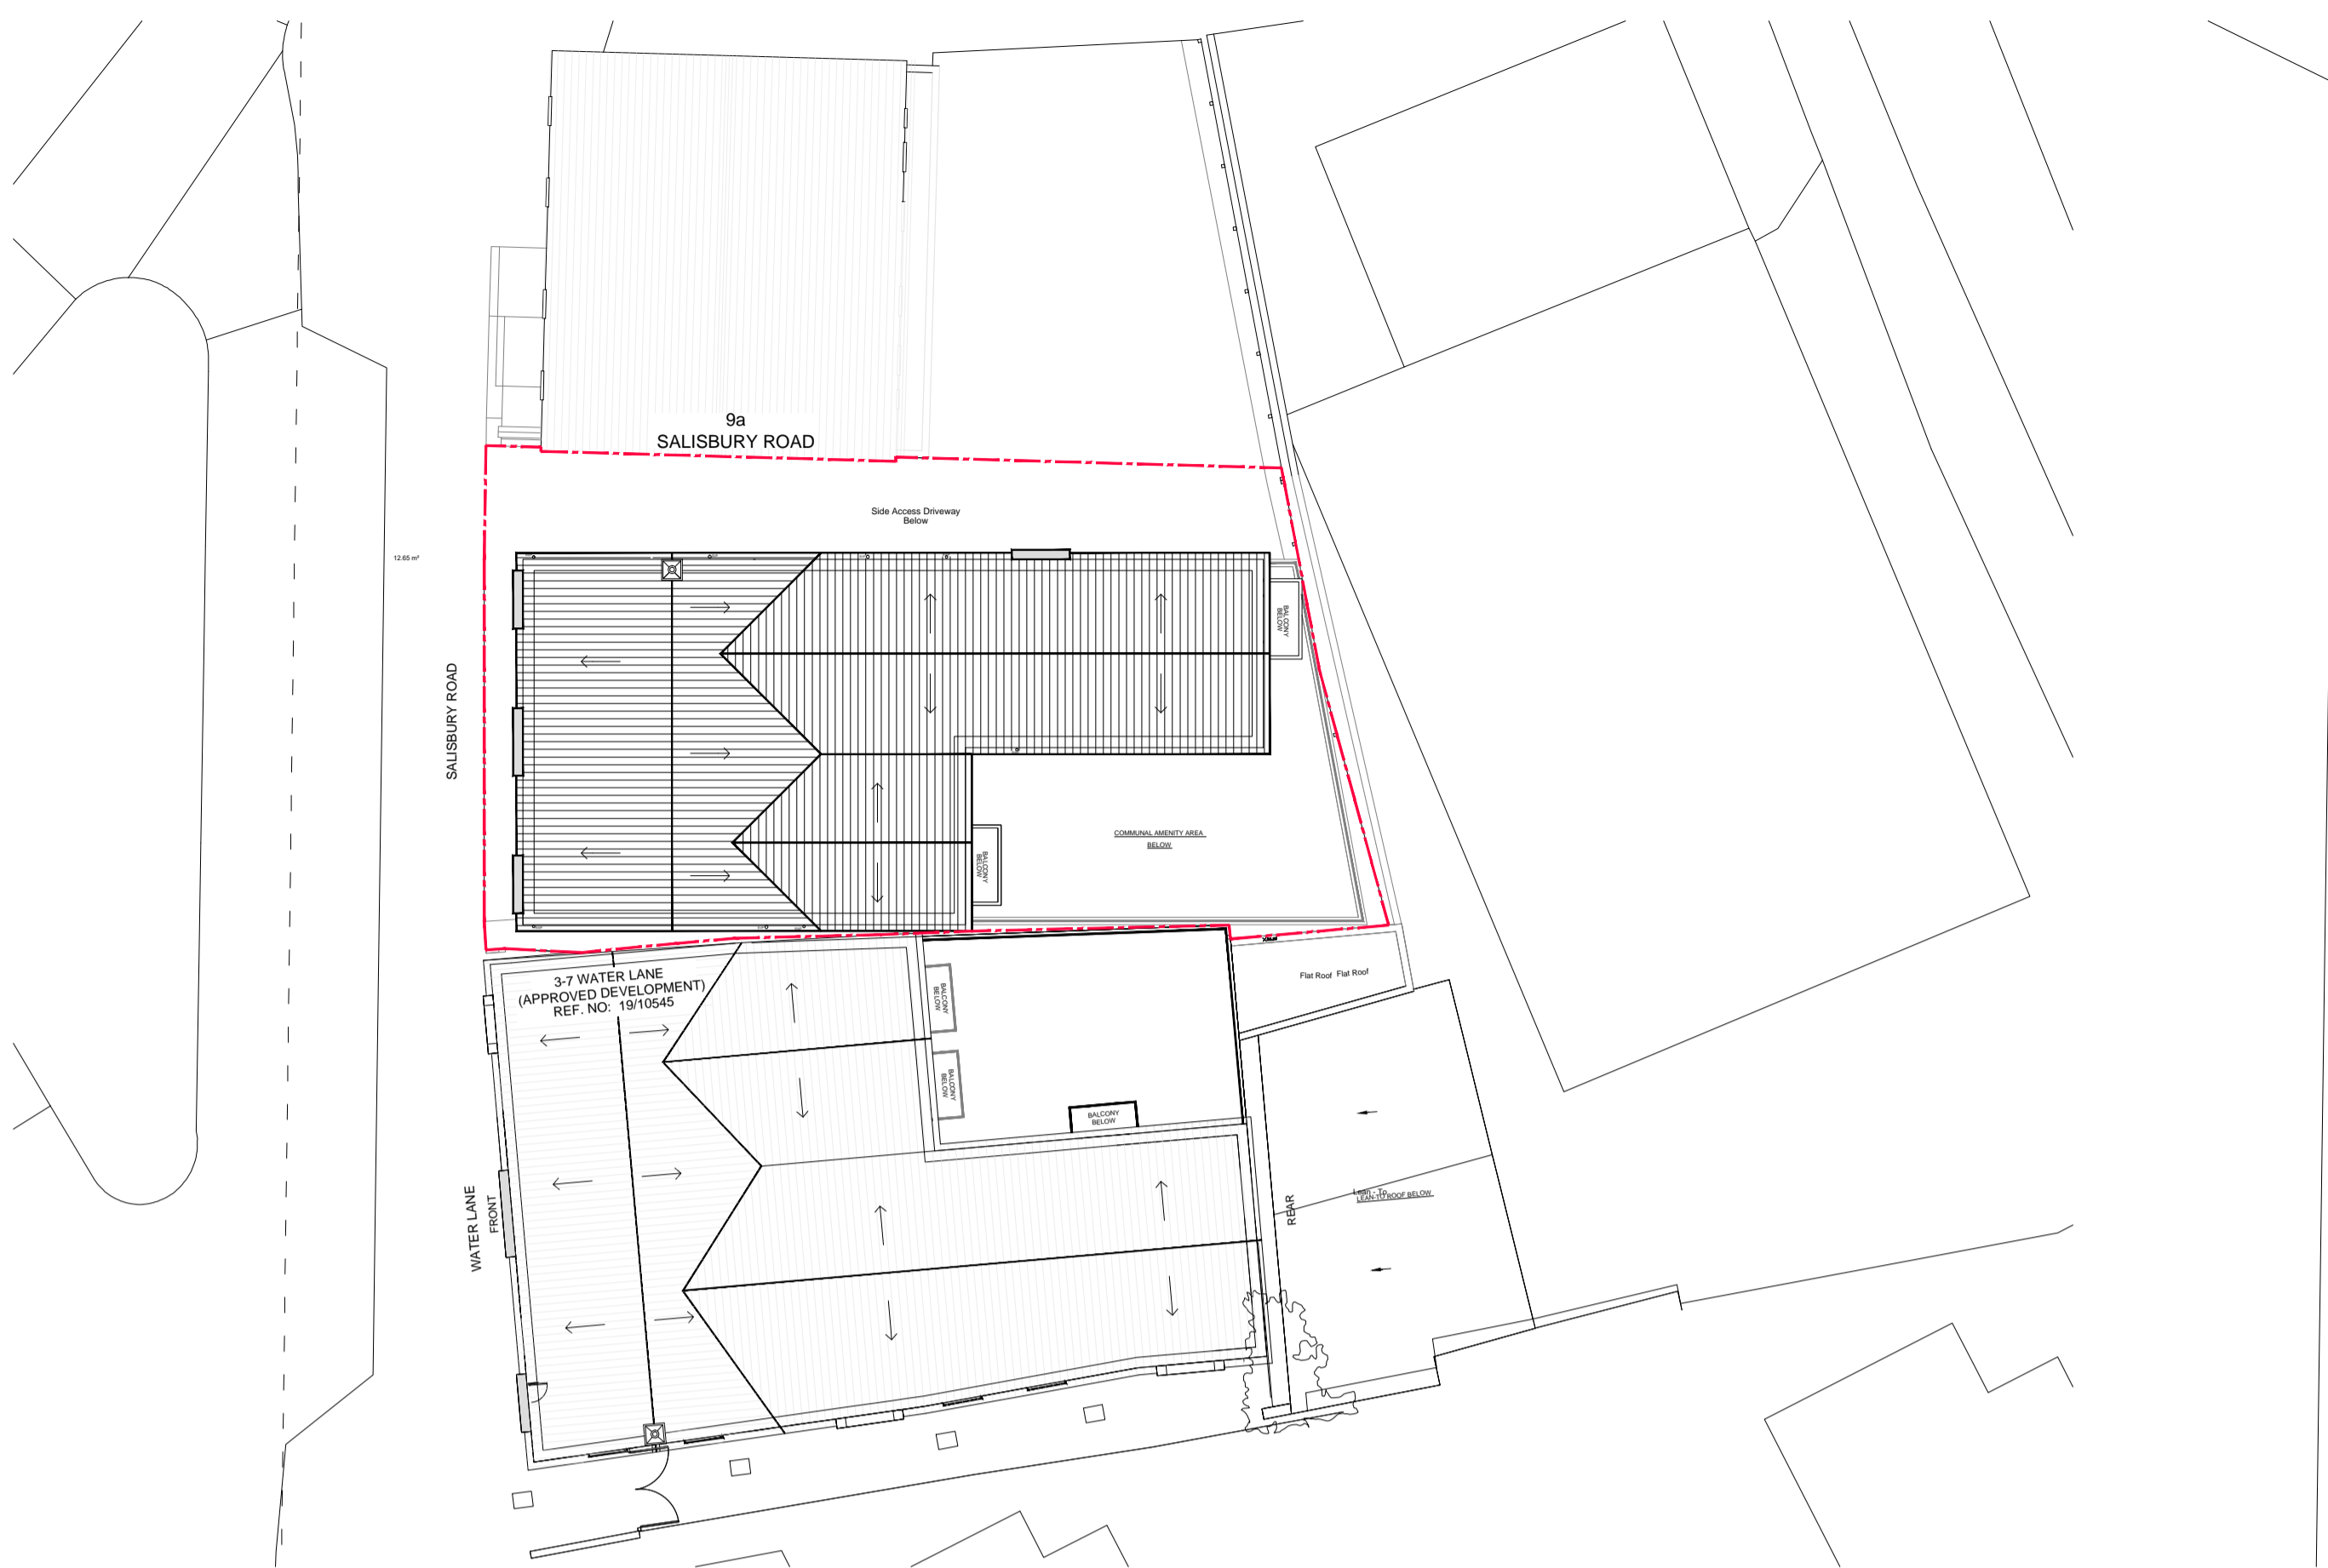 9a
SALISBURY ROAD
Side Access Driveway
Below
12.65 m²
BALCONY
BELOW
SALISBURY ROAD
COMMUNAL AMENITY AREA
BELOW
BALCONY
BELOW
3-7 WATER LANE
(APPROVED DEVELOPMENT)
REF. NO: 19/10545
Flat Roof Flat Roof
BALCONY
BELOW
BALCONY
BELOW
BALCONY
BELOW
WATER LANE
FRONT
REAR
Lean - To
LEAN-TO ROOF BELOW